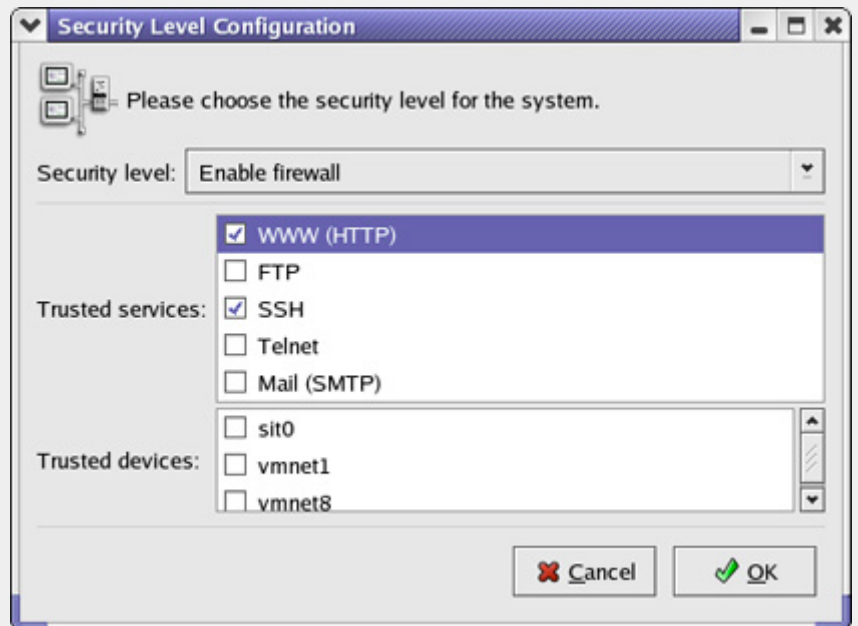 Security Level Configuration
Please choose the security level for the system.
Security level: Enable firewall
Trusted services:
WWW (HTTP)
FTP
SSH
Telnet
Mail (SMTP)
Trusted devices:
sit0
vmnet1
vmnet8
Cancel
OK